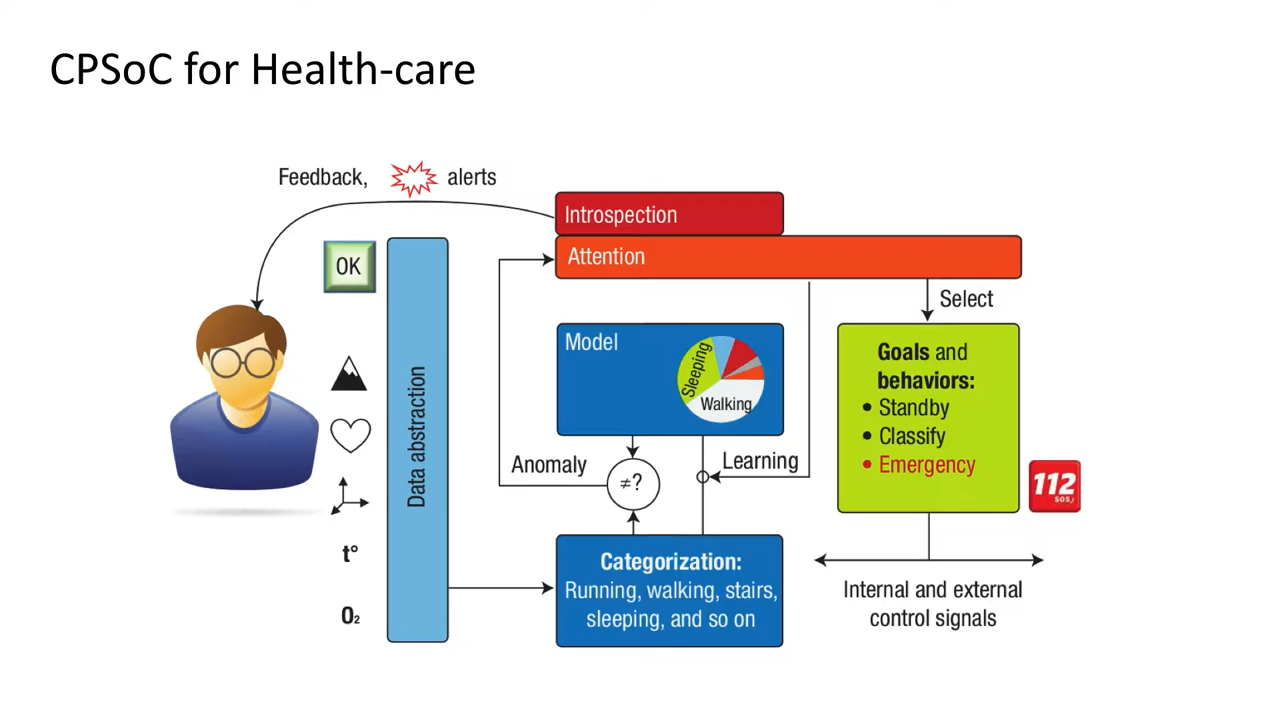 CPSoC for Health-care
Feedback, alerts
Introspection
Attention
OK
Select
Model
Sleeping
Walking
Goals and
behaviors:
• Standby
• Classify
• Emergency
Data abstraction
Anomaly
≠?
Learning
112
SOS
t°
O₂
Categorization:
Running, walking, stairs,
sleeping, and so on
Internal and external
control signals